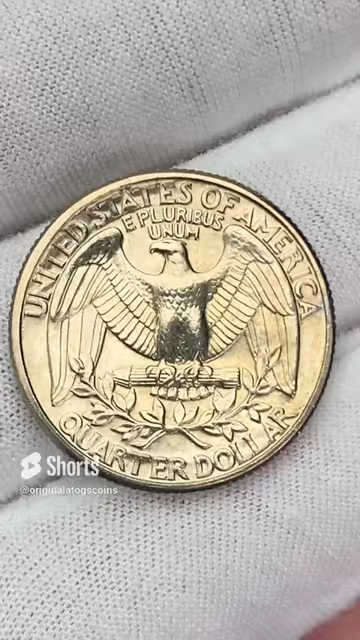 UNITED STATES OF AMERICA
E PLURIBUS
UNUM
QUARTER DOLLAR
Shorts
@originalatogscoins